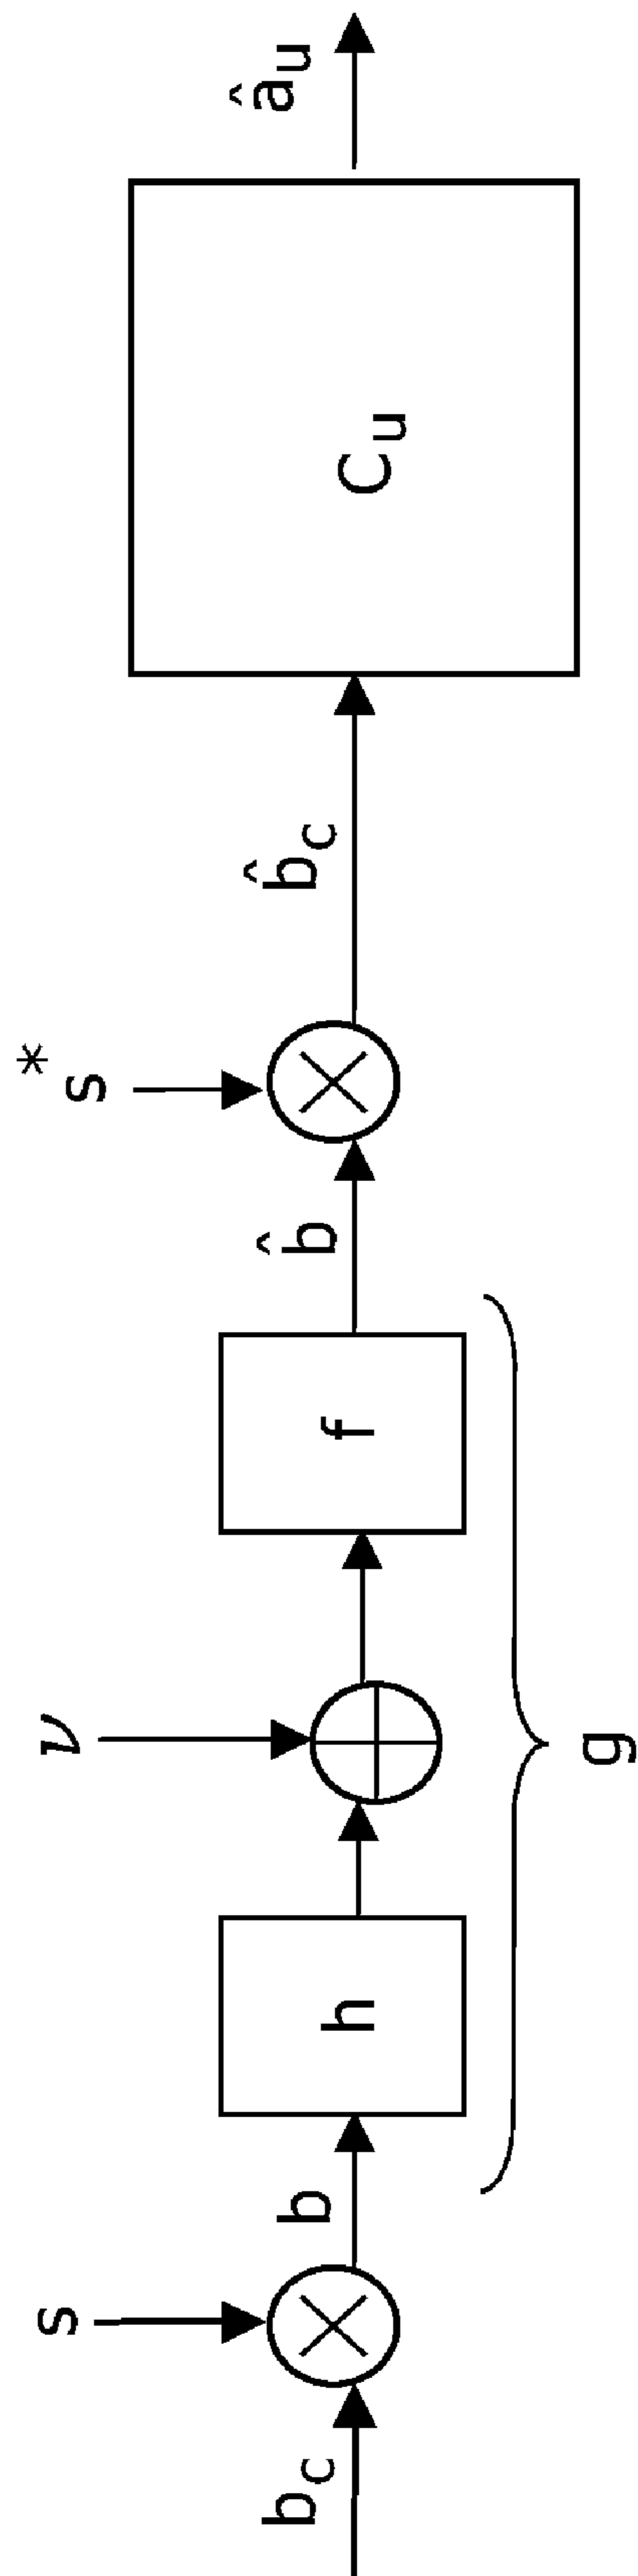 b_c
s
b
h
ν
f
b̂
s*
b̂_c
C_u
â_u
g